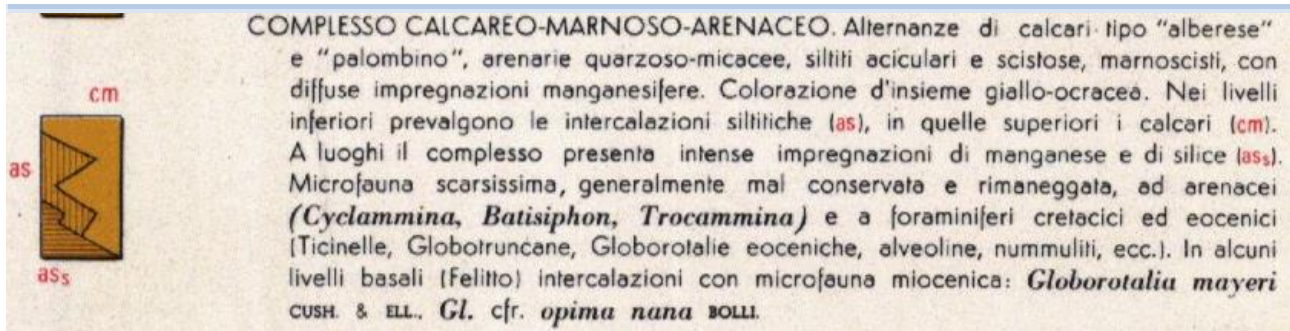 COMPLESSO CALCAREO-MARNOSO-ARENACEO. Alternanze di calcari tipo "alberese"
e "palombino", arenarie quarzoso-micacee, siltiti aciculari e scistose, marnoscisti, con
cm
diffuse impregnazioni manganesifere. Colorazione d'insieme giallo-ocracea. Nei livelli
inferiori prevalgono le intercalazioni siltitiche (as), in quelle superiori i calcari (cm).
as
A luoghi il complesso presenta intense impregnazioni di manganese e di silice (ass).
Microfauna scarsissima, generalmente mal conservata e rimaneggata, ad arenacei
(Cyclammina, Batisiphon, Trocammina) e a foraminiferi cretacici ed eocenici
(Ticinelle, Globotruncane, Globorotalie eoceniche, alveoline, nummuliti, ecc.). In alcuni
ass
livelli basali (Felitto) intercalazioni con microfauna miocenica: Globorotalia mayeri
CUSH. & ELL., Gl. cfr. opima nana BOLLI.